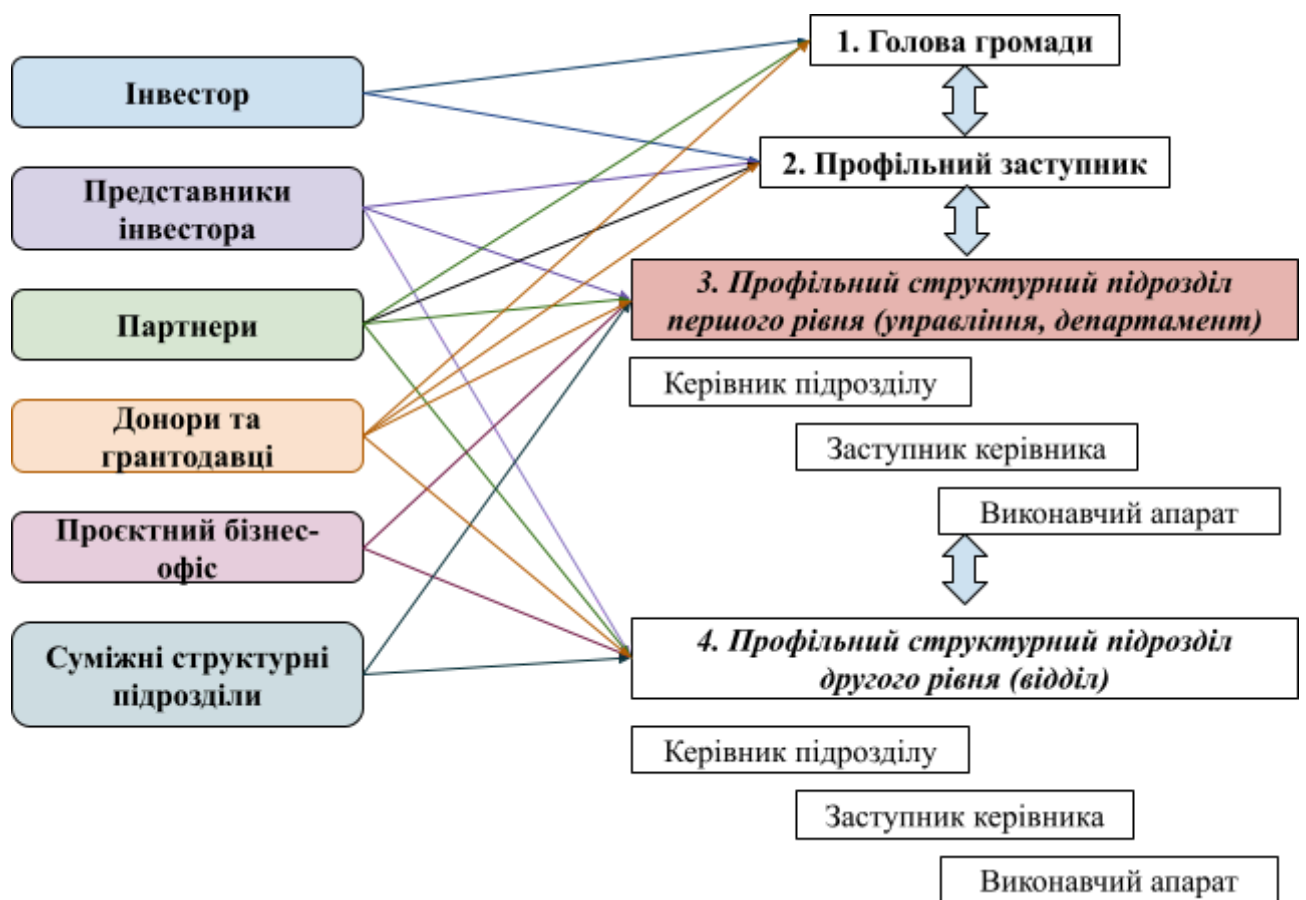 Інвестор
Представники
інвестора
Партнери
Донори та
грантодавці
Проєктний бізнес-
офіс
Суміжні структурні
підрозділи
1. Голова громади
2. Профільний заступник
3. Профільний структурний підрозділ
першого рівня (управління, департамент)
Керівник підрозділу
Заступник керівника
Виконавчий апарат
4. Профільний структурний підрозділ
другого рівня (відділ)
Керівник підрозділу
Заступник керівника
Виконавчий апарат